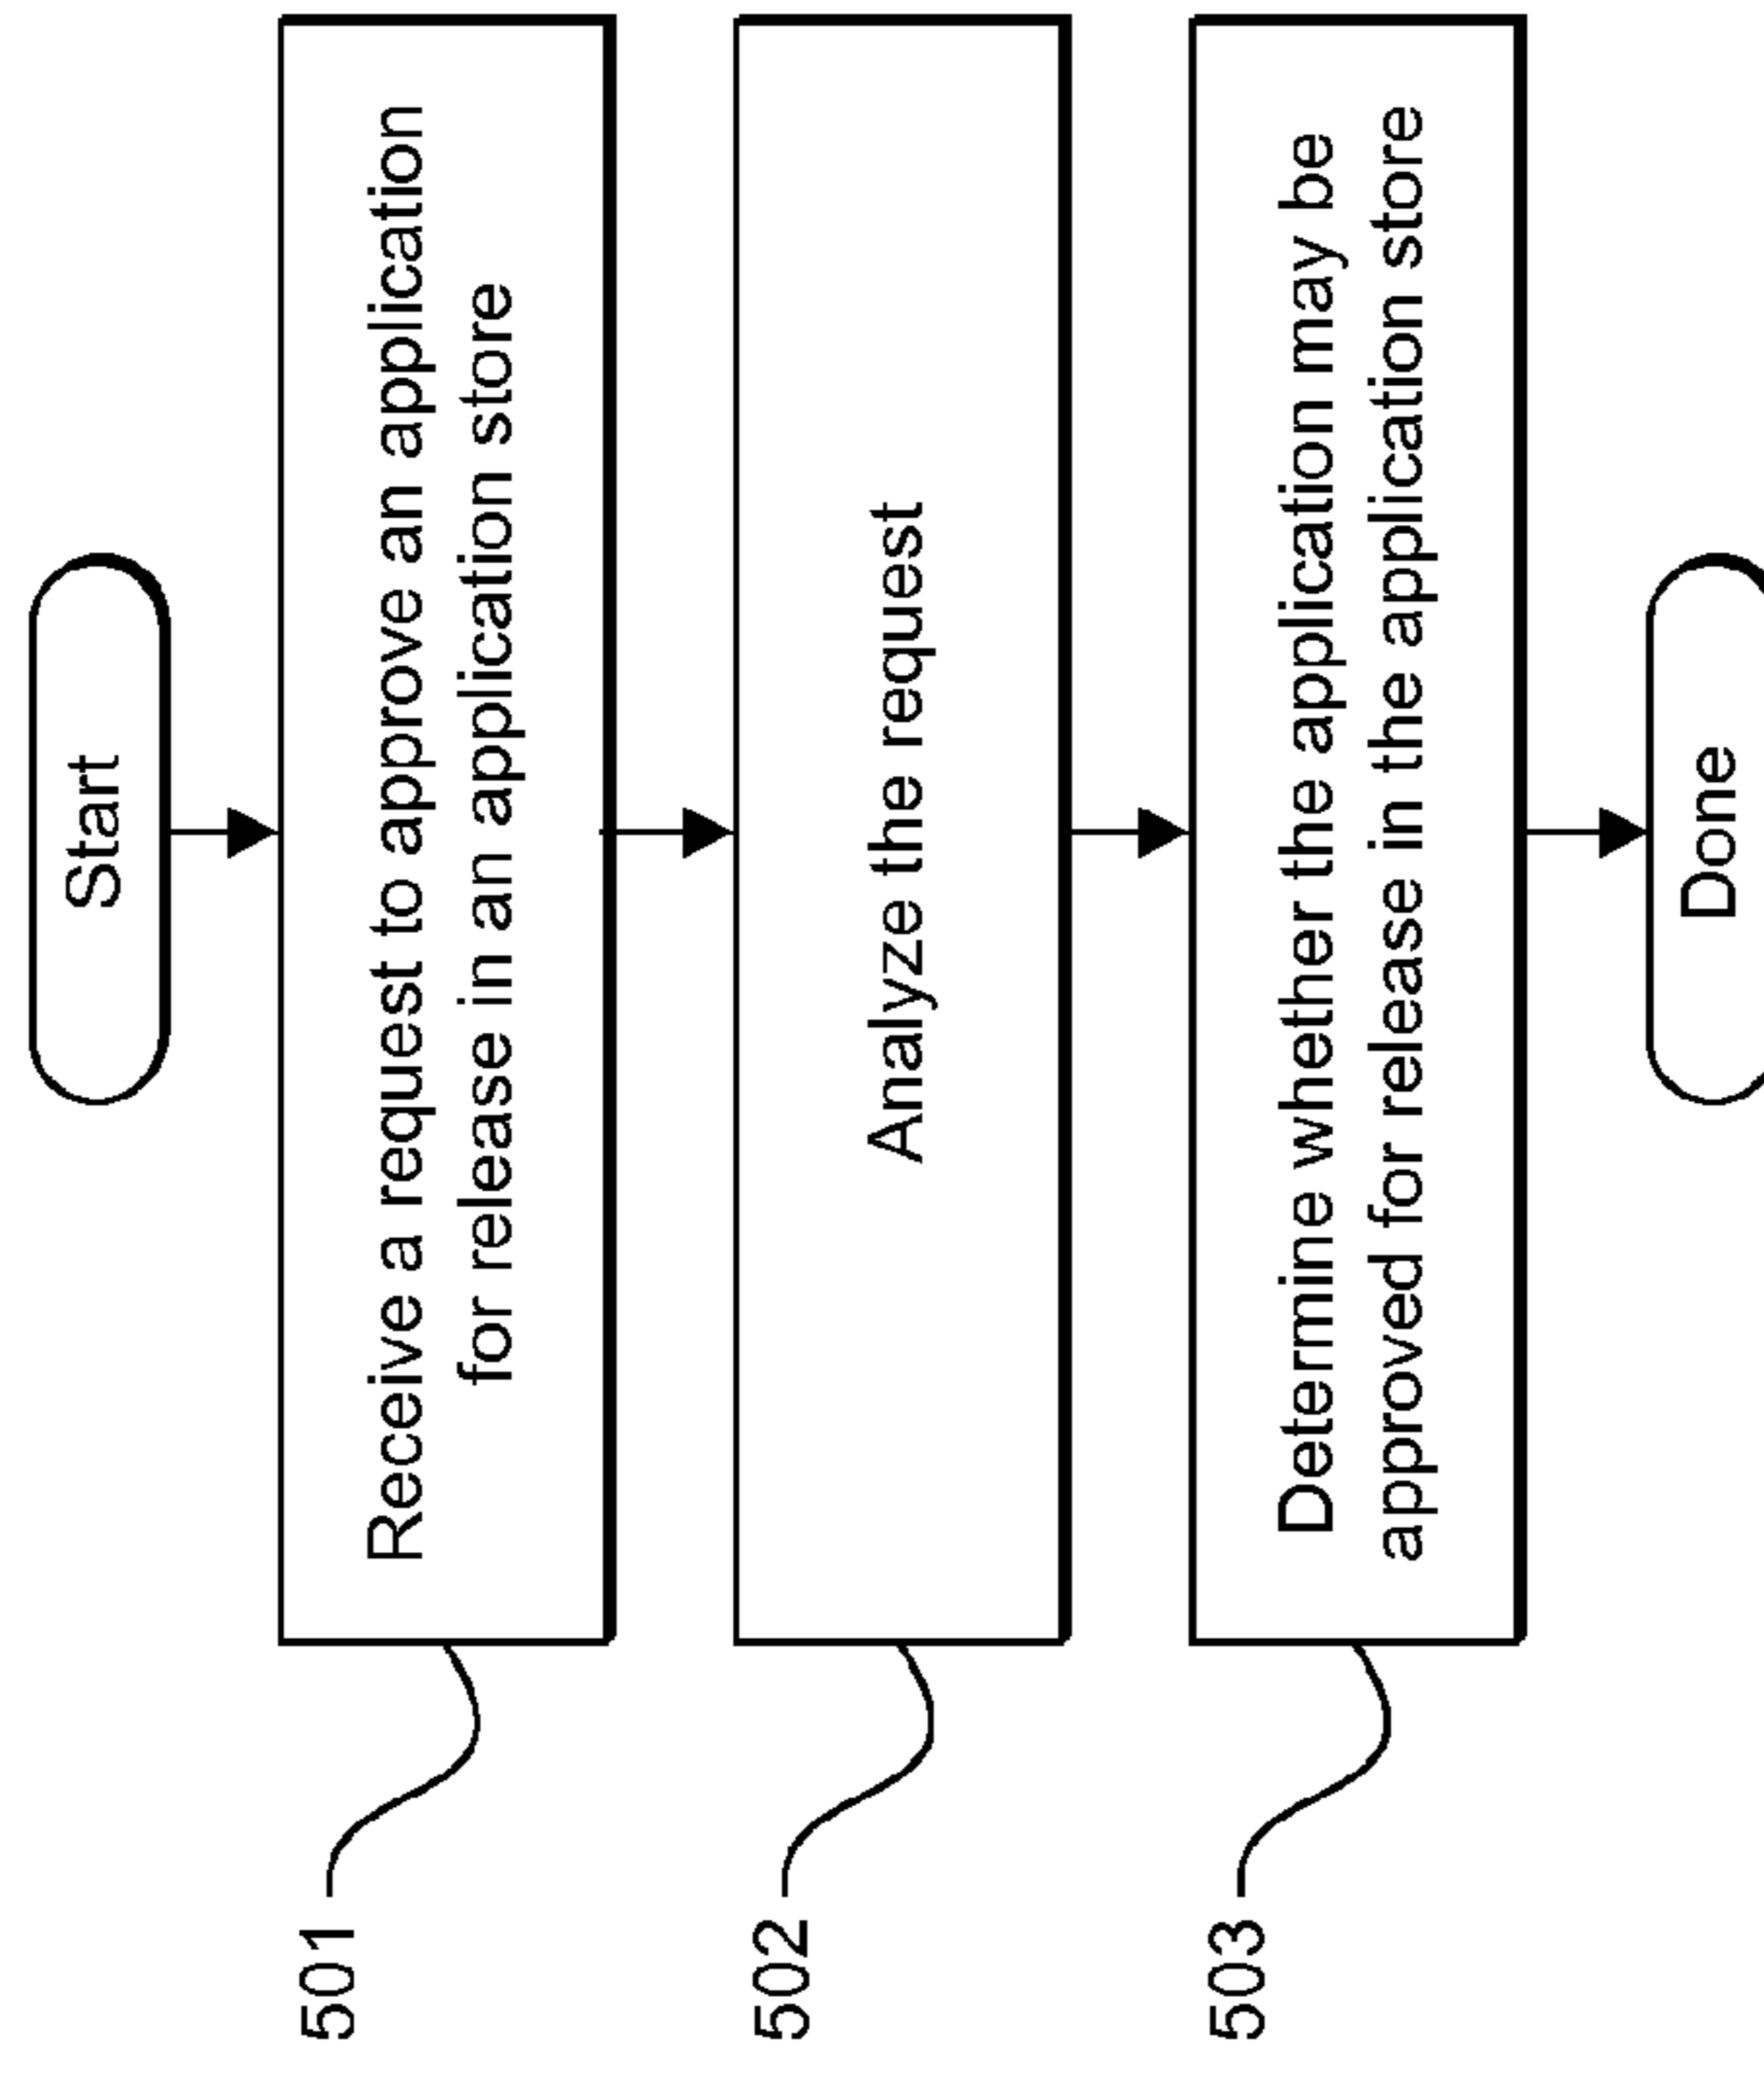 Start
501
Receive a request to approve an application
for release in an application store
502
Analyze the request
503
Determine whether the application may be
approved for release in the application store
Done